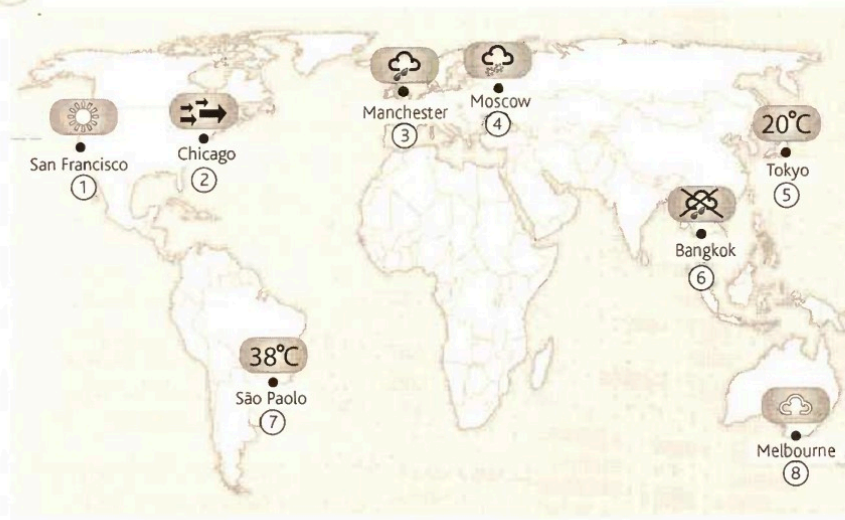 San Francisco
1
Chicago
2
Manchester
3
Moscow
4
20°C
Tokyo
5
Bangkok
6
38°C
São Paolo
7
Melbourne
8